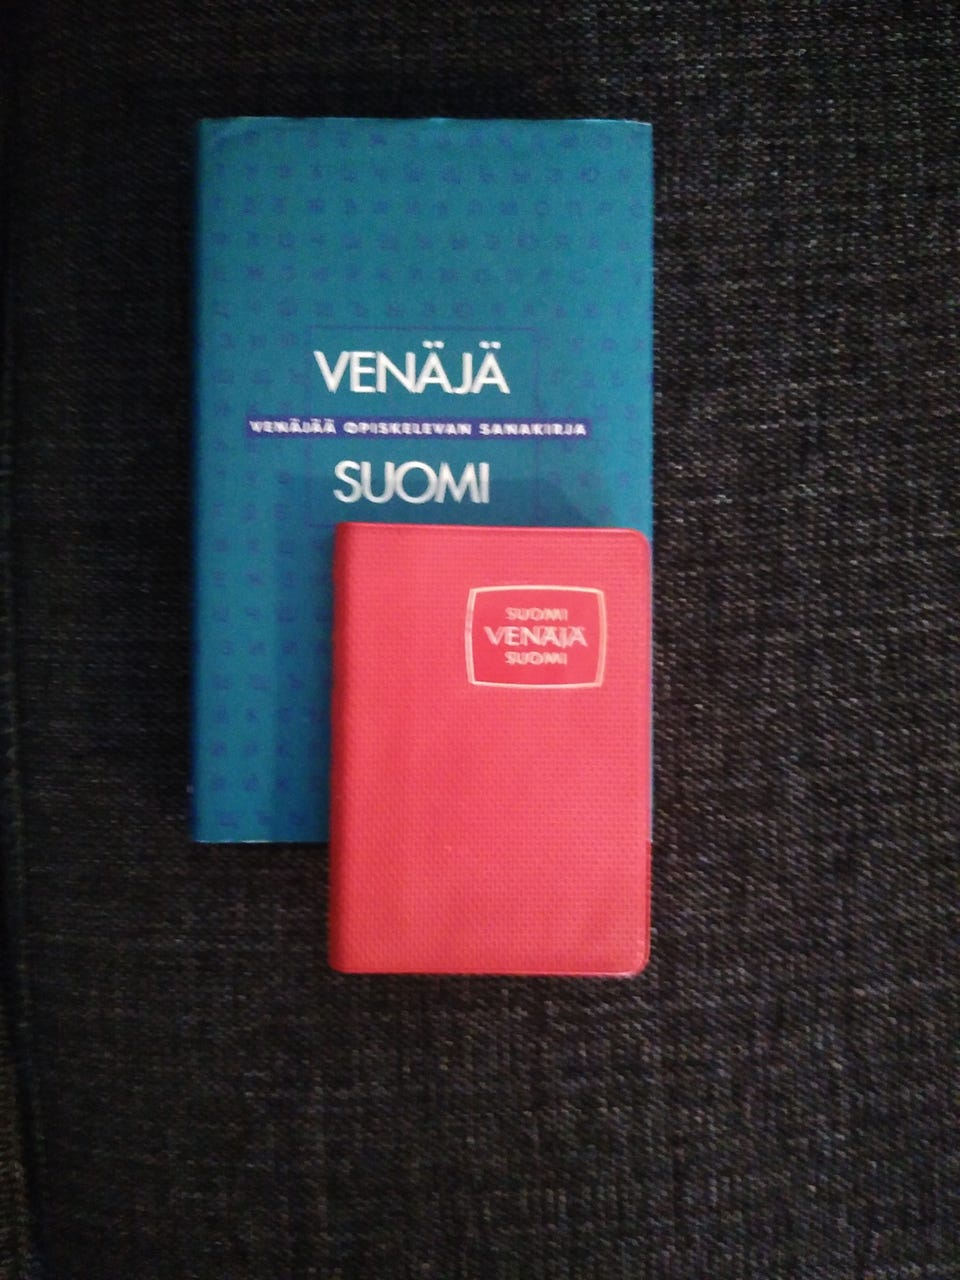 VENÄJÄ
VENÄJÄÄ OPISKELEVAN SANAKIRJA
SUOMI
SUOMI
VENÄJÄ
SUOMI